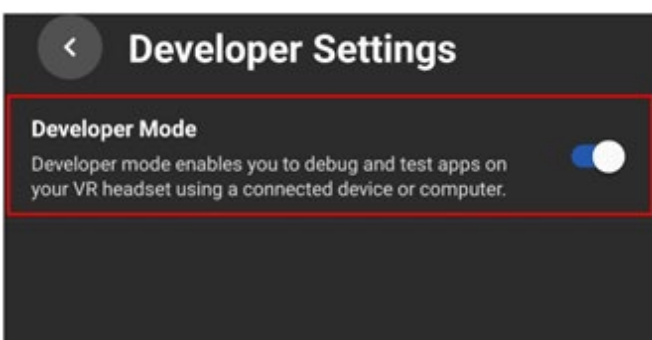 Developer Settings
Developer Mode
Developer mode enables you to debug and test apps on
your VR headset using a connected device or computer.